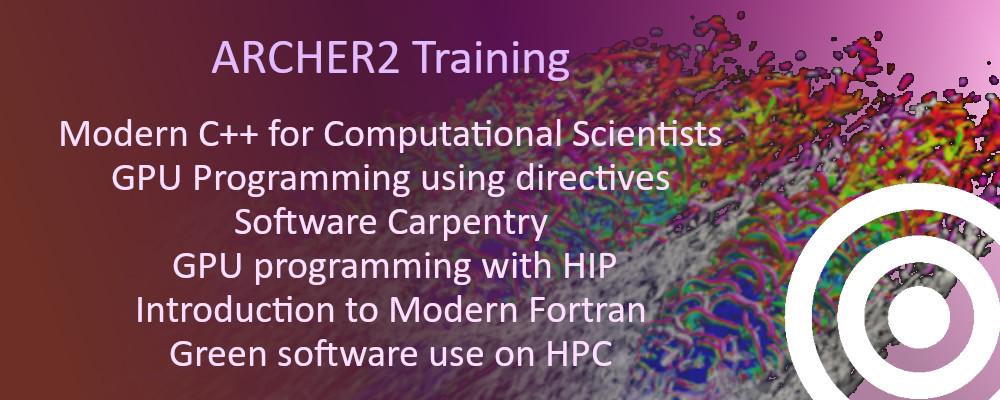 ARCHER2 Training
Modern C++ for Computational Scientists
GPU Programming using directives
Software Carpentry
GPU programming with HIP
Introduction to Modern Fortran
Green software use on HPC